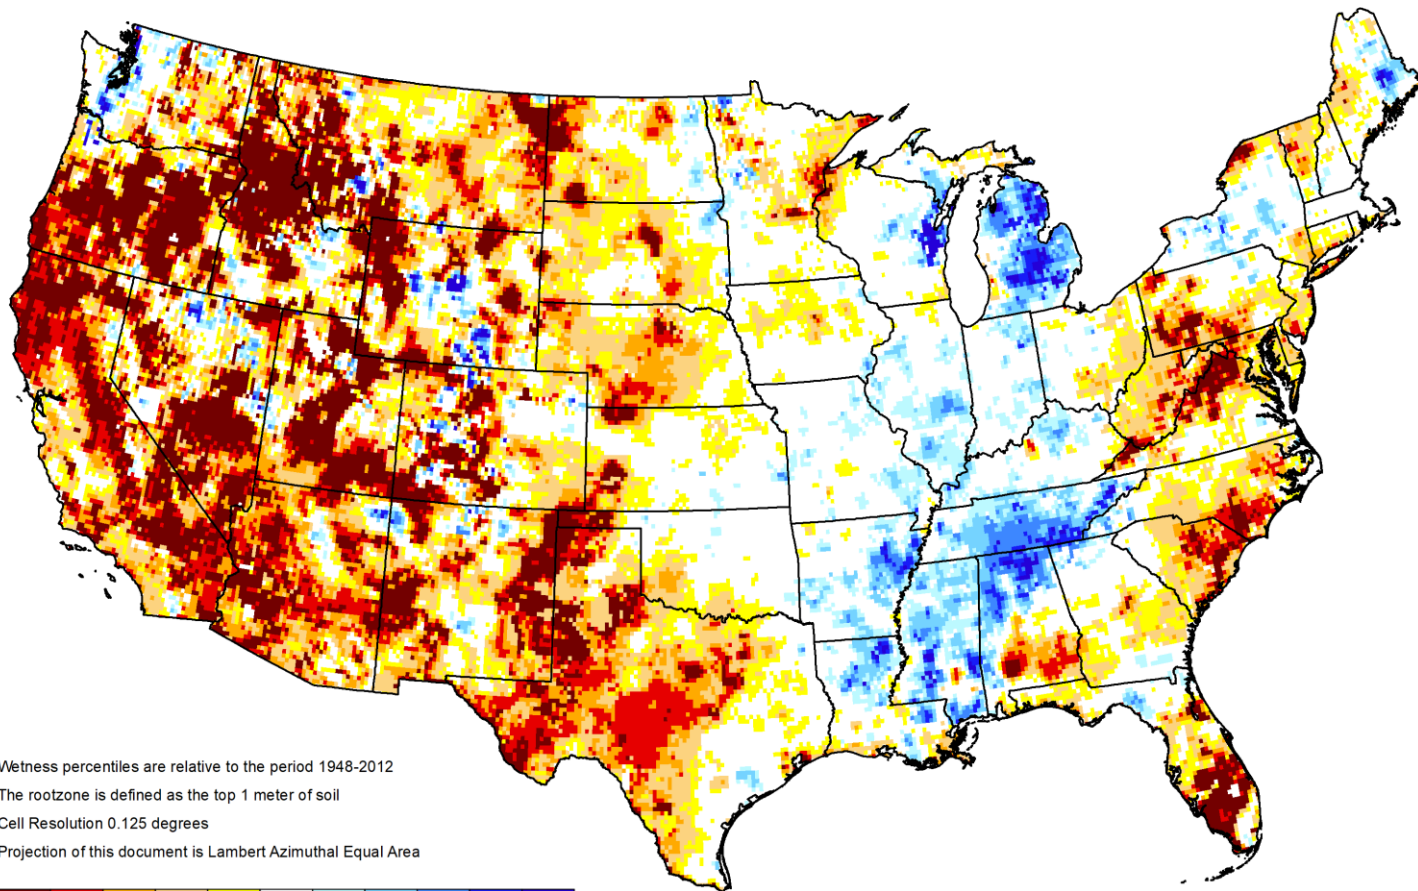 Wetness percentiles are relative to the period 1948-2012
The rootzone is defined as the top 1 meter of soil
Cell Resolution 0.125 degrees
Projection of this document is Lambert Azimuthal Equal Area